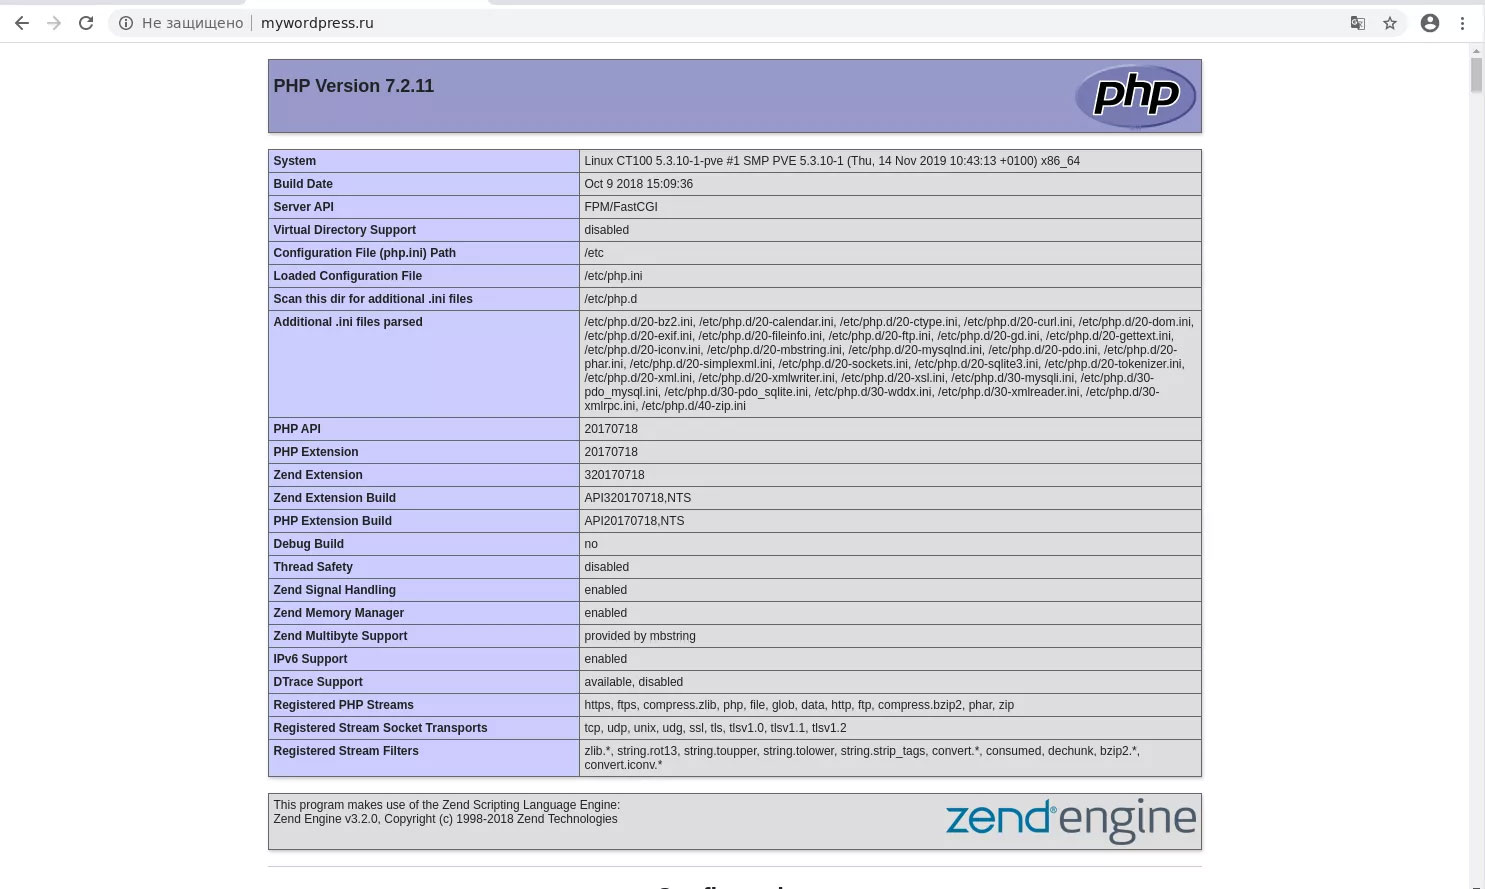 Не защищено mywordpress.ru
PHP Version 7.2.11
php
System Linux CT100 5.3.10-1-pve #1 SMP PVE 5.3.10-1 (Thu, 14 Nov 2019 10:43:13 +0100) x86_64
Build Date Oct 9 2018 15:09:36
Server API FPM/FastCGI
Virtual Directory Support disabled
Configuration File (php.ini) Path /etc
Loaded Configuration File /etc/php.ini
Scan this dir for additional .ini files /etc/php.d
Additional .ini files parsed /etc/php.d/20-bz2.ini, /etc/php.d/20-calendar.ini, /etc/php.d/20-ctype.ini, /etc/php.d/20-curl.ini, /etc/php.d/20-dom.ini,
/etc/php.d/20-exif.ini, /etc/php.d/20-fileinfo.ini, /etc/php.d/20-ftp.ini, /etc/php.d/20-gd.ini, /etc/php.d/20-gettext.ini,
/etc/php.d/20-iconv.ini, /etc/php.d/20-mbstring.ini, /etc/php.d/20-mysqlnd.ini, /etc/php.d/20-pdo.ini, /etc/php.d/20-
phar.ini, /etc/php.d/20-simplexml.ini, /etc/php.d/20-sockets.ini, /etc/php.d/20-sqlite3.ini, /etc/php.d/20-tokenizer.ini,
/etc/php.d/20-xml.ini, /etc/php.d/20-xmlwriter.ini, /etc/php.d/20-xsl.ini, /etc/php.d/30-mysqli.ini, /etc/php.d/30-
pdo_mysql.ini, /etc/php.d/30-pdo_sqlite.ini, /etc/php.d/30-wddx.ini, /etc/php.d/30-xmlreader.ini, /etc/php.d/30-
xmlrpc.ini, /etc/php.d/40-zip.ini
PHP API 20170718
PHP Extension 20170718
Zend Extension 320170718
Zend Extension Build API320170718,NTS
PHP Extension Build API20170718,NTS
Debug Build no
Thread Safety disabled
Zend Signal Handling enabled
Zend Memory Manager enabled
Zend Multibyte Support provided by mbstring
IPv6 Support enabled
DTrace Support available, disabled
Registered PHP Streams https, ftps, compress.zlib, php, file, glob, data, http, ftp, compress.bzip2, phar, zip
Registered Stream Socket Transports tcp, udp, unix, udg, ssl, tls, tlsv1.0, tlsv1.1, tlsv1.2
Registered Stream Filters zlib.*, string.rot13, string.toupper, string.tolower, string.strip_tags, convert.*, consumed, dechunk, bzip2.*,
convert.iconv.*
This program makes use of the Zend Scripting Language Engine:
Zend Engine v3.2.0, Copyright (c) 1998-2018 Zend Technologies
zend® engine